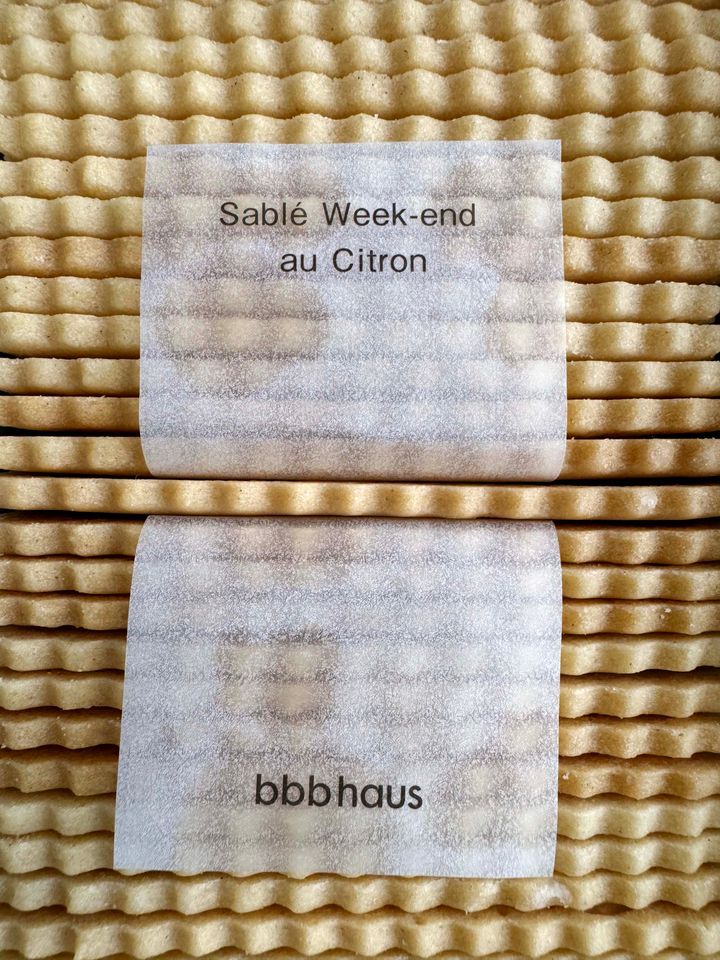 Sablé Week-end
au Citron
bbbhaus